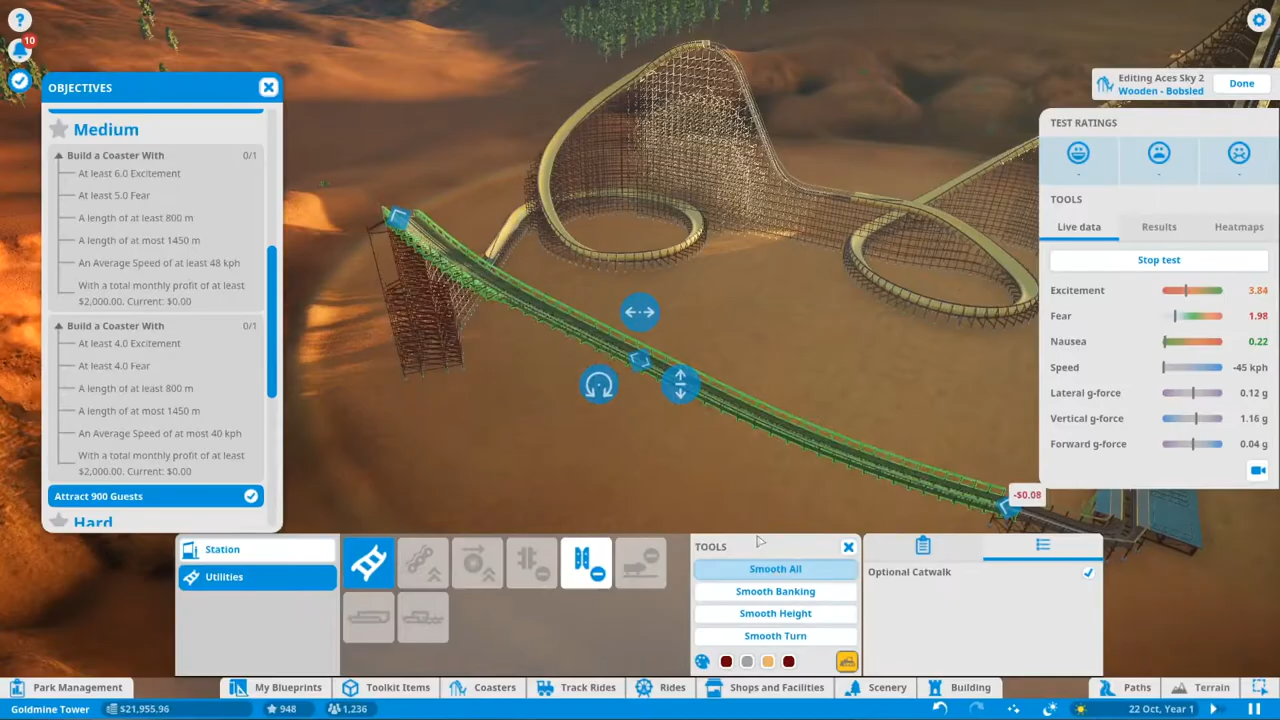 ?
10
OBJECTIVES
Medium
Build a Coaster With 0/1
At least 6.0 Excitement
At least 5.0 Fear
A length of at least 800 m
A length of at most 1450 m
An Average Speed of at least 48 kph
With a total monthly profit of at least
$2,000.00. Current: $0.00
Build a Coaster With 0/1
At least 4.0 Excitement
At least 4.0 Fear
A length of at least 800 m
A length of at most 1450 m
An Average Speed of at most 40 kph
With a total monthly profit of at least
$2,000.00. Current: $0.00
Attract 900 Guests
Hard
Editing Aces Sky 2
Wooden - Bobsled
Done
TEST RATINGS
- - -
TOOLS
Live data Results Heatmaps
Stop test
Excitement 3.84
Fear 1.98
Nausea 0.22
Speed -45 kph
Lateral g-force 0.12 g
Vertical g-force 1.16 g
Forward g-force 0.04 g
-$0.08
Station
Utilities
TOOLS
Smooth All
Smooth Banking
Smooth Height
Smooth Turn
Optional Catwalk
Park Management My Blueprints Toolkit Items Coasters Track Rides Rides Shops and Facilities Scenery Building Paths Terrain
Goldmine Tower $21,955.96 948 1,236 22 Oct, Year 1